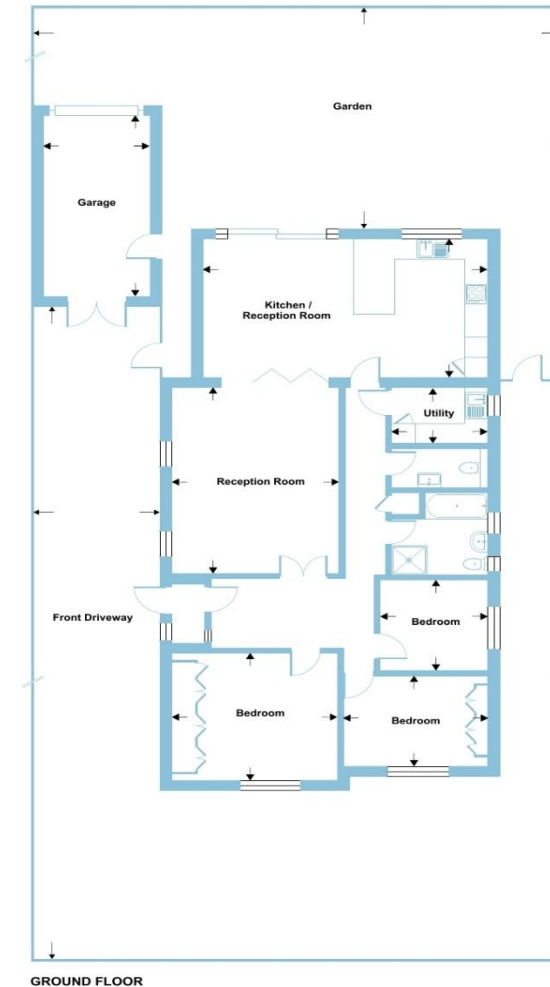 Garden
Garage
Kitchen /
Reception Room
Utility
Reception Room
Front Driveway
Bedroom
Bedroom
Bedroom
GROUND FLOOR